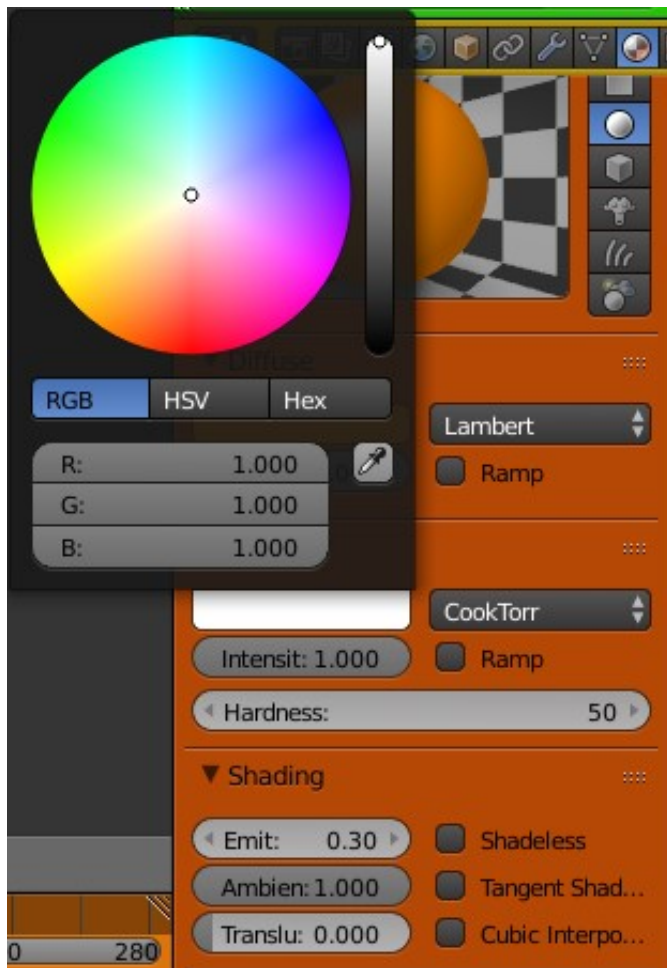 Diffuse
RGB HSV Hex
Lambert
R: 1.000
Ramp
G: 1.000
B: 1.000
CookTorr
Intensit: 1.000 Ramp
Hardness: 50
Shading
Emit: 0.30 Shadeless
Ambien: 1.000 Tangent Shad...
Translu: 0.000 Cubic Interpo...
0 280